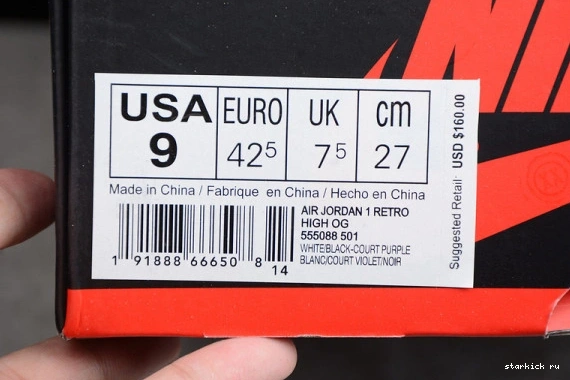 NIKE
USA EURO UK cm
9 42⁵ 7⁵ 27
Made in China / Fabrique en China / Hecho en China
AIR JORDAN 1 RETRO
HIGH OG
555088 501
WHITE/BLACK-COURT PURPLE
BLANC/COURT VIOLET/NOIR
1 91888 66650 8 14
Suggested Retail: USD $160.00
starkick ru